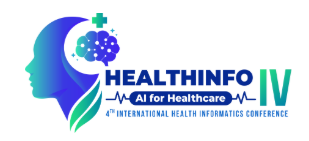 HEALTHINFO IV
AI for Healthcare
4TH INTERNATIONAL HEALTH INFORMATICS CONFERENCE